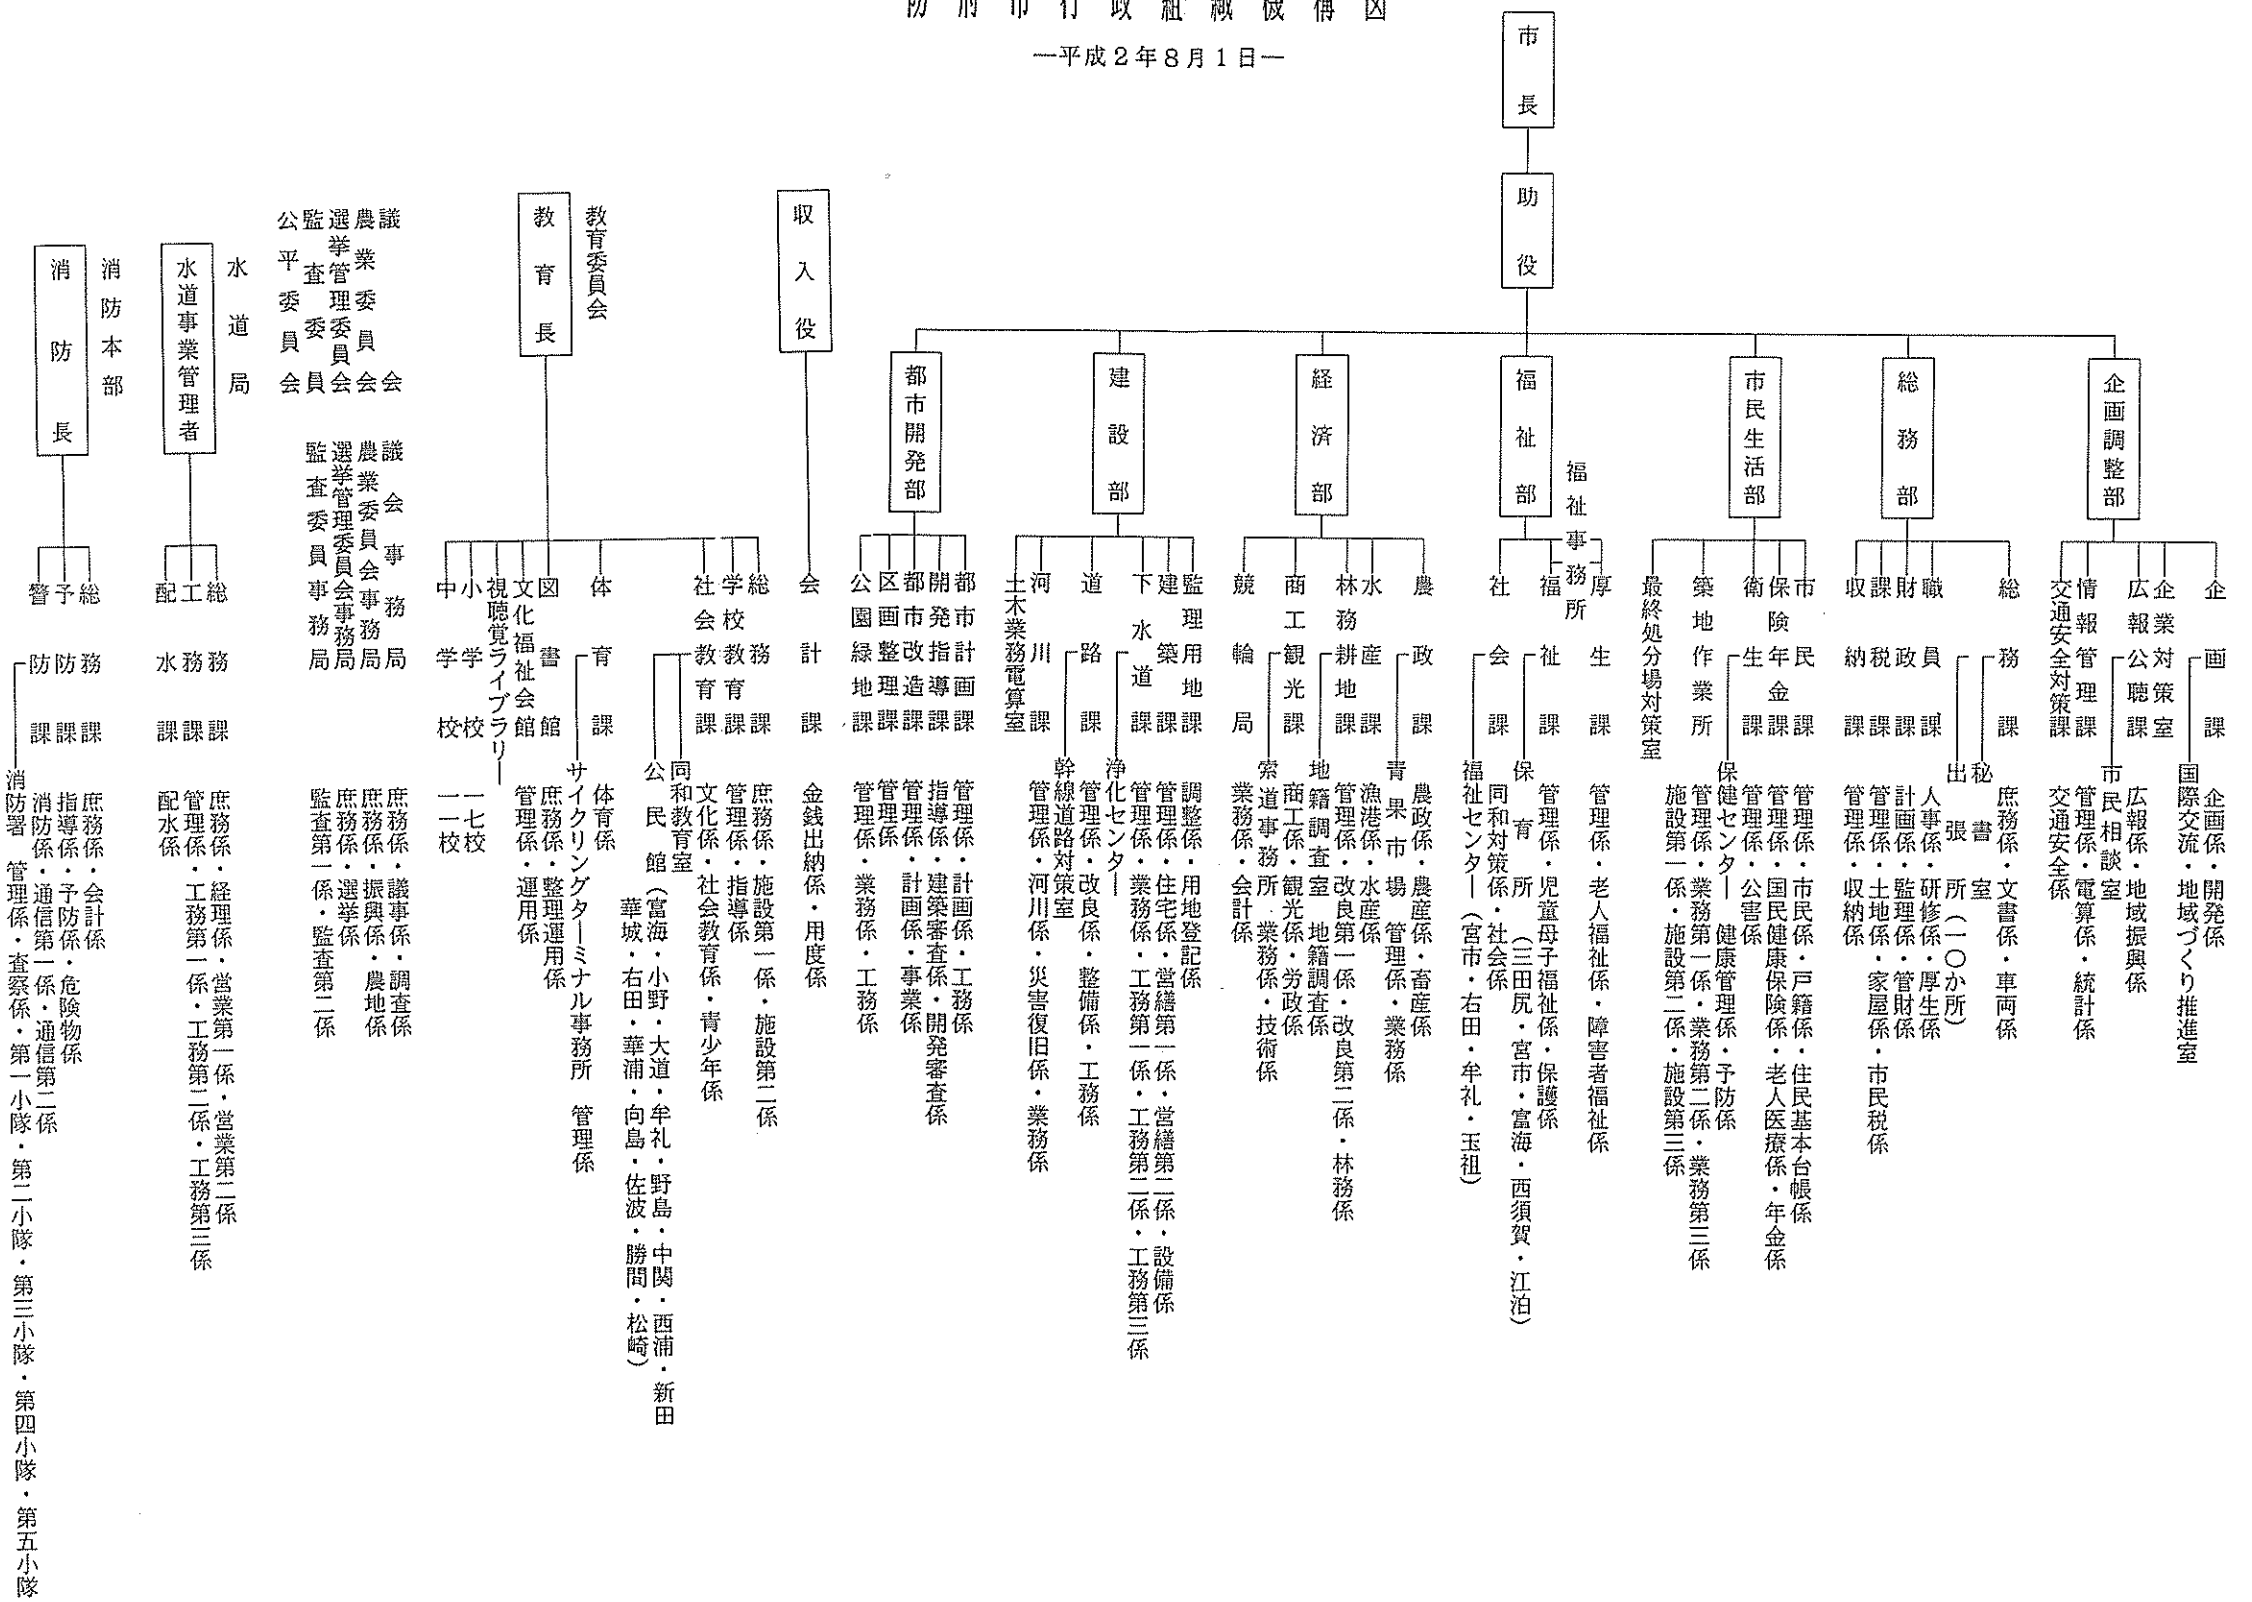 防府市行政組織機構図
―平成2年8月1日―
市長
助役
企画調整部
企画課
企画係・開発係
国際交流・地域づくり推進室
企業対策室
広報公聴課
広報係・地域振興係
市民相談室
情報管理課
管理係・電算係・統計係
交通安全対策課
交通安全係
総務部
総務課
庶務係・文書係・車両係
秘書室
出張所(一〇か所)
職員課
人事係・研修係・厚生係
財政課
計画係・監理係・管財係
課税課
管理係・土地係・家屋係・市民税係
収納課
管理係・収納係
市民生活部
市民課
管理係・市民係・戸籍係・住民基本台帳係
保険年金課
管理係・国民健康保険係・老人医療係・年金係
衛生課
管理係・公害係
保健センター 健康管理係・予防係
築地作業所
管理係・業務第一係・業務第二係・業務第三係
施設第一係・施設第二係・施設第三係
最終処分場対策室
福祉部
福祉事務所
厚生課
管理係・老人福祉係・障害者福祉係
福祉課
管理係・児童母子福祉係・保護係
保育所(三田尻・宮市・富海・西須賀・江泊)
社会課
同和対策係・社会係
福祉センター(宮市・右田・牟礼・玉祖)
経済部
農政課
農政係・農産係・畜産係
青果市場 管理係・業務係
水産課
漁港係・水産係
林務耕地課
管理係・改良第一係・改良第二係・林務係
地籍調査室 地籍調査係
商工観光課
商工係・観光係・労政係
索道事務所 業務係・技術係
競輪局
業務係・会計係
建設部
監理用地課
調整係・用地登記係
建築課
管理係・住宅係・営繕第一係・営繕第二係・設備係
下水道課
管理係・業務係・工務第一係・工務第二係・工務第三係
浄化センター
道路課
管理係・改良係・整備係・工務係
幹線道路対策室
河川課
管理係・河川係・災害復旧係・業務係
土木業務電算室
都市開発部
都市計画課
管理係・計画係・工務係
開発指導課
指導係・建築審査係・開発審査係
都市改造課
管理係・計画係・事業係
区画整理課
管理係
公園緑地課
管理係・業務係・工務係
収入役
会計課
金銭出納係・用度係
教育委員会
教育長
総務課
庶務係・施設第一係・施設第二係
学校教育課
管理係・指導係
社会教育課
文化係・社会教育係・青少年係
同和教育室
公民館(富海・小野・大道・牟礼・野島・中関・西浦・新田
華城・右田・華浦・向島・佐波・勝間・松崎)
体育課
体育係
サイクリングターミナル事務所 管理係
図書館
庶務係・整理運用係
文化福祉会館
管理係・運用係
視聴覚ライブラリー
小学校
一七校
中学校
一一校
議会
議会事務局
庶務係・議事係・調査係
農業委員会
農業委員会事務局
庶務係・振興係・農地係
選挙管理委員会
選挙管理委員会事務局
庶務係・選挙係
監査委員
監査委員事務局
監査第一係・監査第二係
公平委員会
水道局
水道事業管理者
総務課
庶務係・経理係・営業第一係・営業第二係
工務課
管理係・工務第一係・工務第二係・工務第三係
配水課
配水係
消防本部
消防長
総務課
庶務係・会計係
予防課
指導係・予防係・危険物係
警防課
消防係・通信第一係・通信第二係
消防署 管理係・査察係・第一小隊・第二小隊・第三小隊・第四小隊・第五小隊